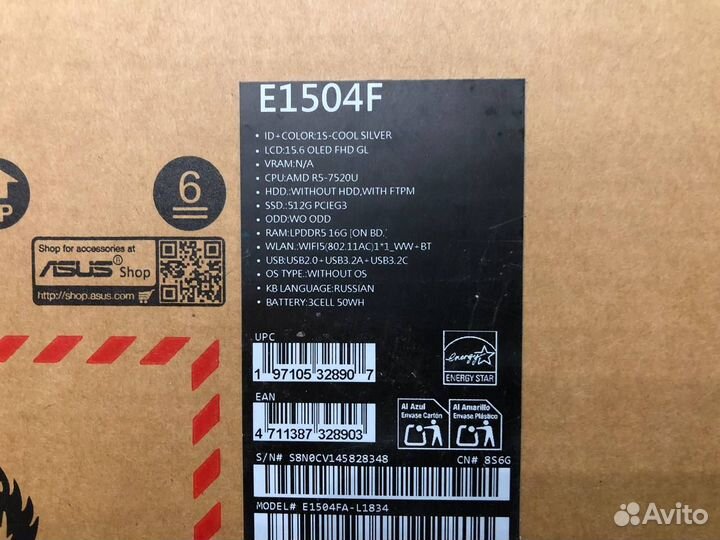 E1504F
• ID+COLOR:1S-COOL SILVER
• LCD:15.6 OLED FHD GL
• VRAM:N/A
• CPU:AMD R5-7520U
• HDD.:WITHOUT HDD,WITH FTPM
• SSD.:512G PCIEG3
• ODD:WO ODD
• RAM:LPDDR5 16G [ON BD.]
• WLAN.:WIFI5(802.11AC)1*1_WW+BT
• USB:USB2.0+USB3.2A+USB3.2C
• OS TYPE.:WITHOUT OS
• KB LANGUAGE:RUSSIAN
• BATTERY:3CELL 50WH
P
6
Shop for accessories at
ASUS® Shop
http://shop.asus.com
UPC
1 97105 32890 7
energy
ENERGY STAR
EAN
4 711387 328903
Al Azul
Envase Cartón
Al Amarillo
Envase Plástico
S/N# S8N0CV145828348
CN# 8S6G
MODEL# E1504FA-L1834
Avito